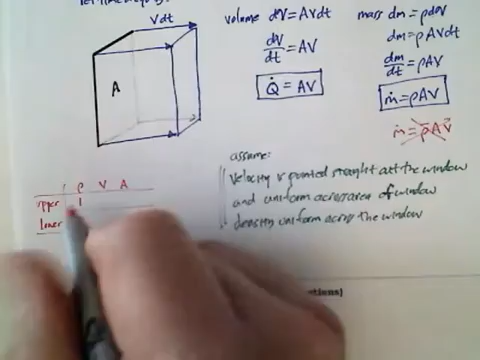 Vdt
volume dV = AVdt
dV/dt = AV
Q̇ = AV
mass dm = ρdV
dm = ρAVdt
dm/dt = ρAV
ṁ = ρAV
A
assume:
velocity is pointed straight out the window
and uniform across area of window
density uniform across the window
ρ V A
upper 1
lower